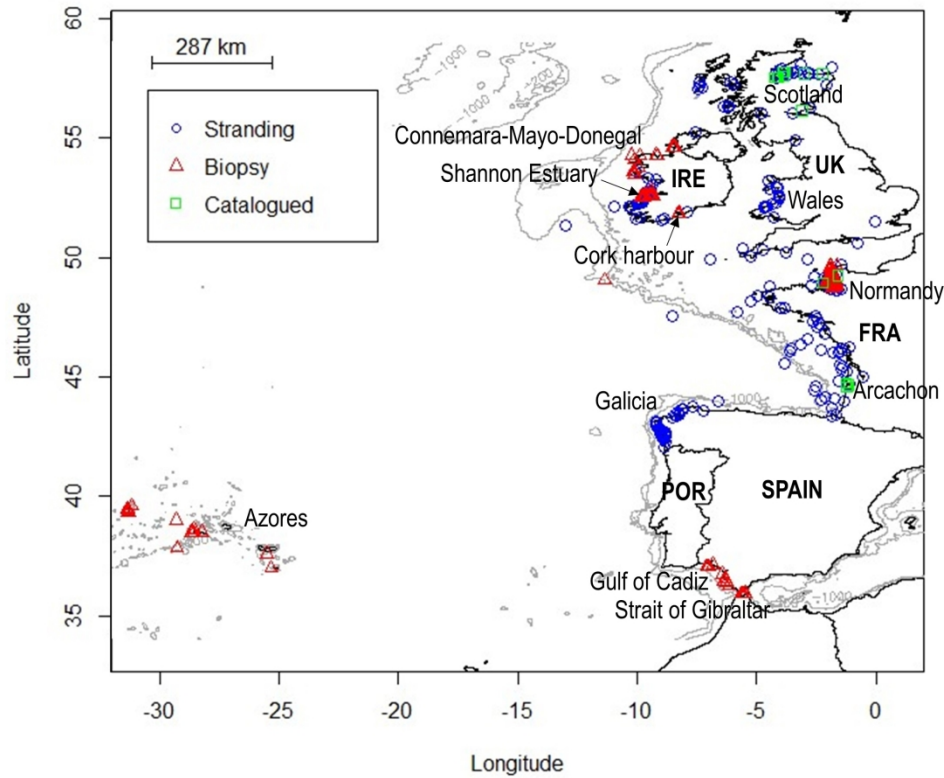 287 km
Stranding
Biopsy
Catalogued
-1000
-200
-1000
Scotland
Connemara-Mayo-Donegal
Shannon Estuary
IRE
UK
Wales
Cork harbour
Normandy
FRA
Arcachon
Galicia
-1000
POR
SPAIN
Azores
Gulf of Cadiz
Strait of Gibraltar
-1000
60
55
50
45
40
35
Latitude
-30
-25
-20
-15
-10
-5
0
Longitude